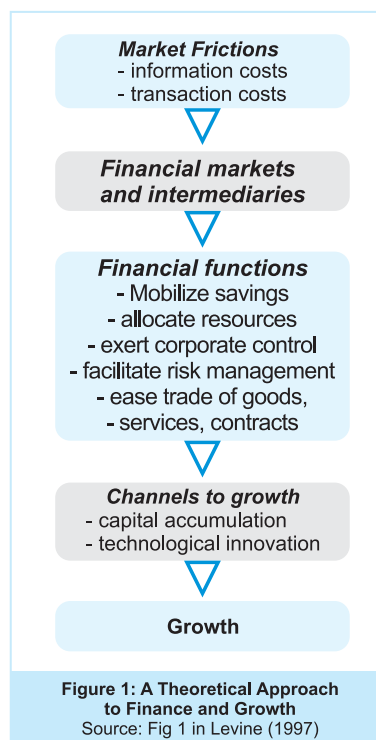 Market Frictions
- information costs
- transaction costs
Financial markets
and intermediaries
Financial functions
- Mobilize savings
- allocate resources
- exert corporate control
- facilitate risk management
- ease trade of goods,
- services, contracts
Channels to growth
- capital accumulation
- technological innovation
Growth
Figure 1: A Theoretical Approach
to Finance and Growth
Source: Fig 1 in Levine (1997)